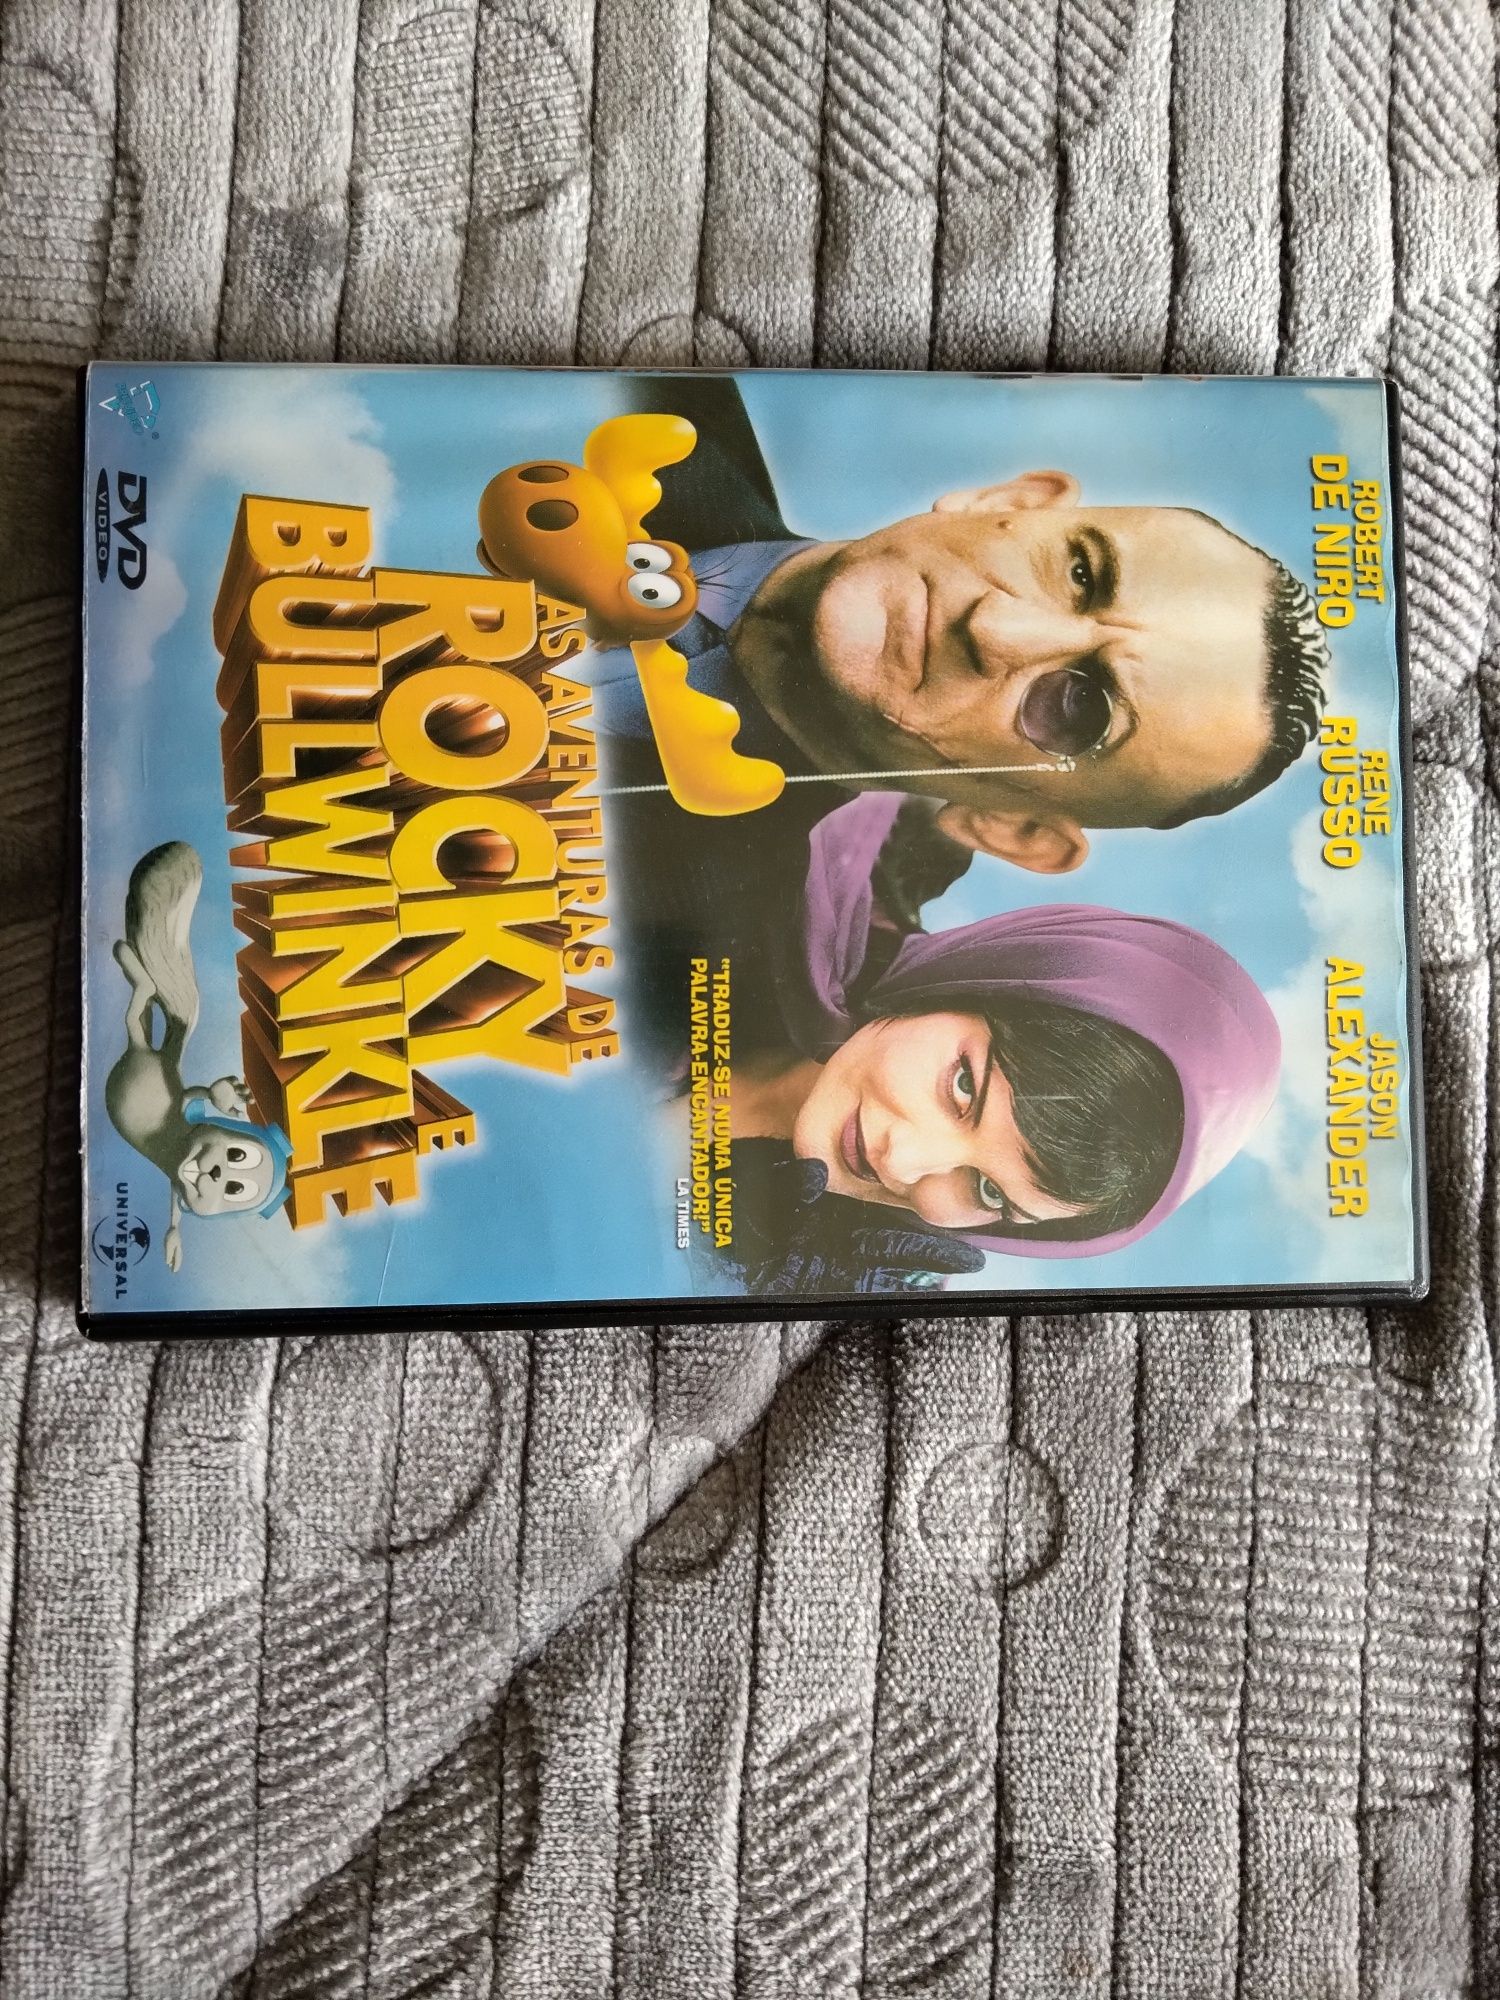 ROBERT
DE NIRO
RENE
RUSSO
JASON
ALEXANDER
"TRADUZ-SE NUMA ÚNICA
PALAVRA-ENCANTADOR!"
LA TIMES
AS AVENTURAS DE
ROCKY E
BULLWINKLE
DVD
VIDEO
UNIVERSAL